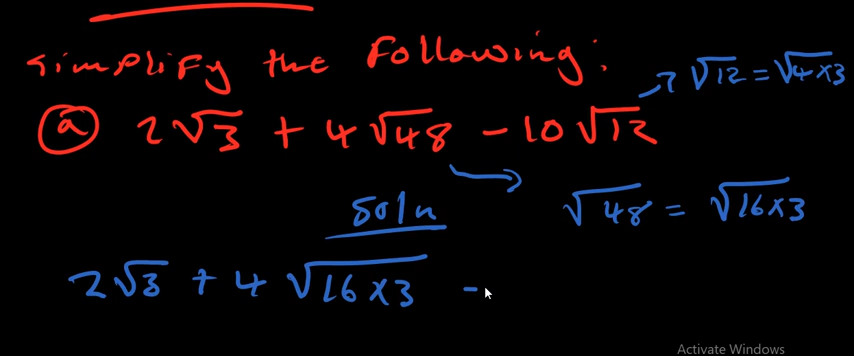 Simplify the following:
ⓐ 2√3 + 4√48 - 10√12
√12 = √4×3
√48 = √16×3
soln
2√3 + 4√16×3 -
Activate Windows